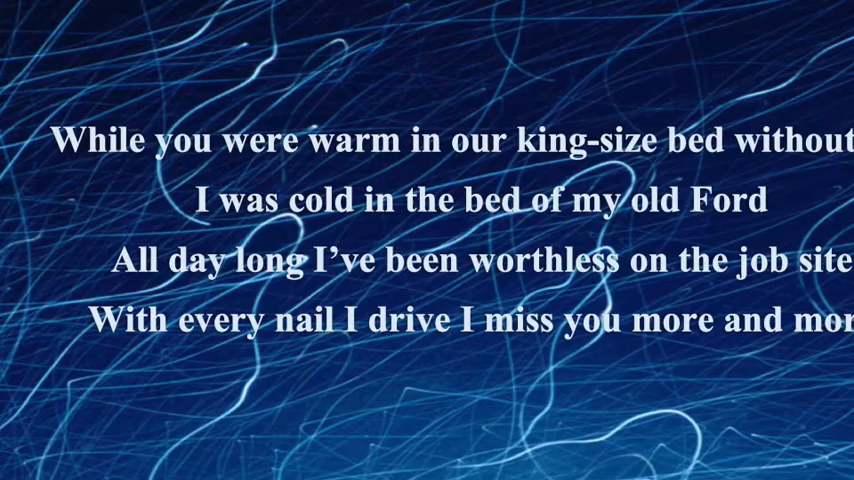 While you were warm in our king-size bed without
I was cold in the bed of my old Ford
All day long I’ve been worthless on the job site
With every nail I drive I miss you more and mor